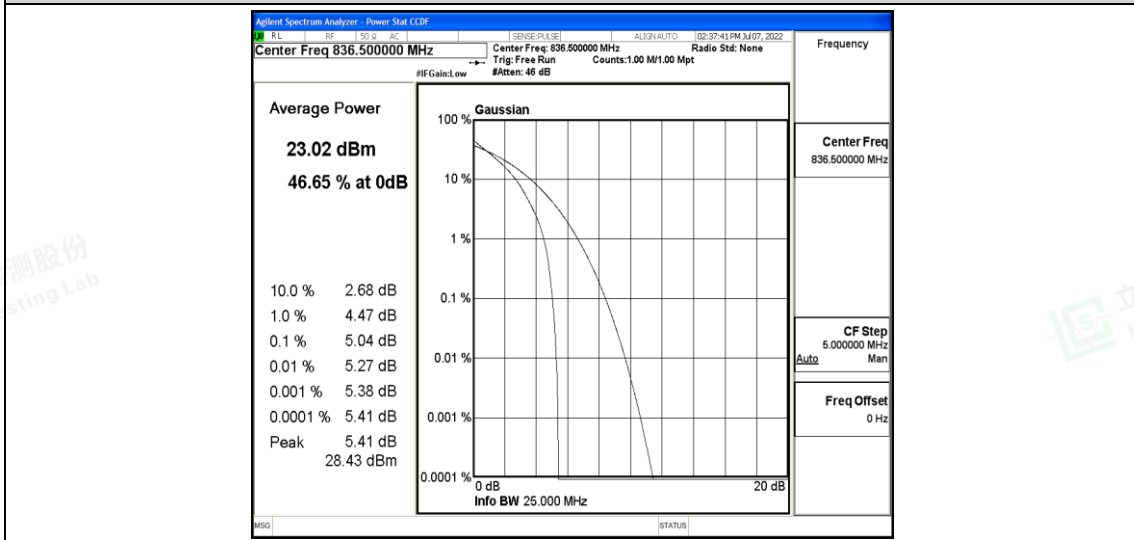 Agilent Spectrum Analyzer - Power Stat CCDF
RL RF 50 Ω AC SENSE:PULSE ALIGN AUTO 02:37:41 PM Jul 07, 2022
Center Freq 836.500000 MHz
Center Freq: 836.500000 MHz Radio Std: None
Trig: Free Run Counts:1.00 M/1.00 Mpt
#IFGain:Low #Atten: 46 dB
Frequency
Average Power
23.02 dBm
46.65 % at 0dB
10.0 % 2.68 dB
1.0 % 4.47 dB
0.1 % 5.04 dB
0.01 % 5.27 dB
0.001 % 5.38 dB
0.0001 % 5.41 dB
Peak 5.41 dB
28.43 dBm
Gaussian
100 %
10 %
1 %
0.1 %
0.01 %
0.001 %
0.0001 %
0 dB 20 dB
Info BW 25.000 MHz
Center Freq
836.500000 MHz
CF Step
5.000000 MHz
Auto Man
Freq Offset
0 Hz
MSG STATUS
测股份
sting Lab
立